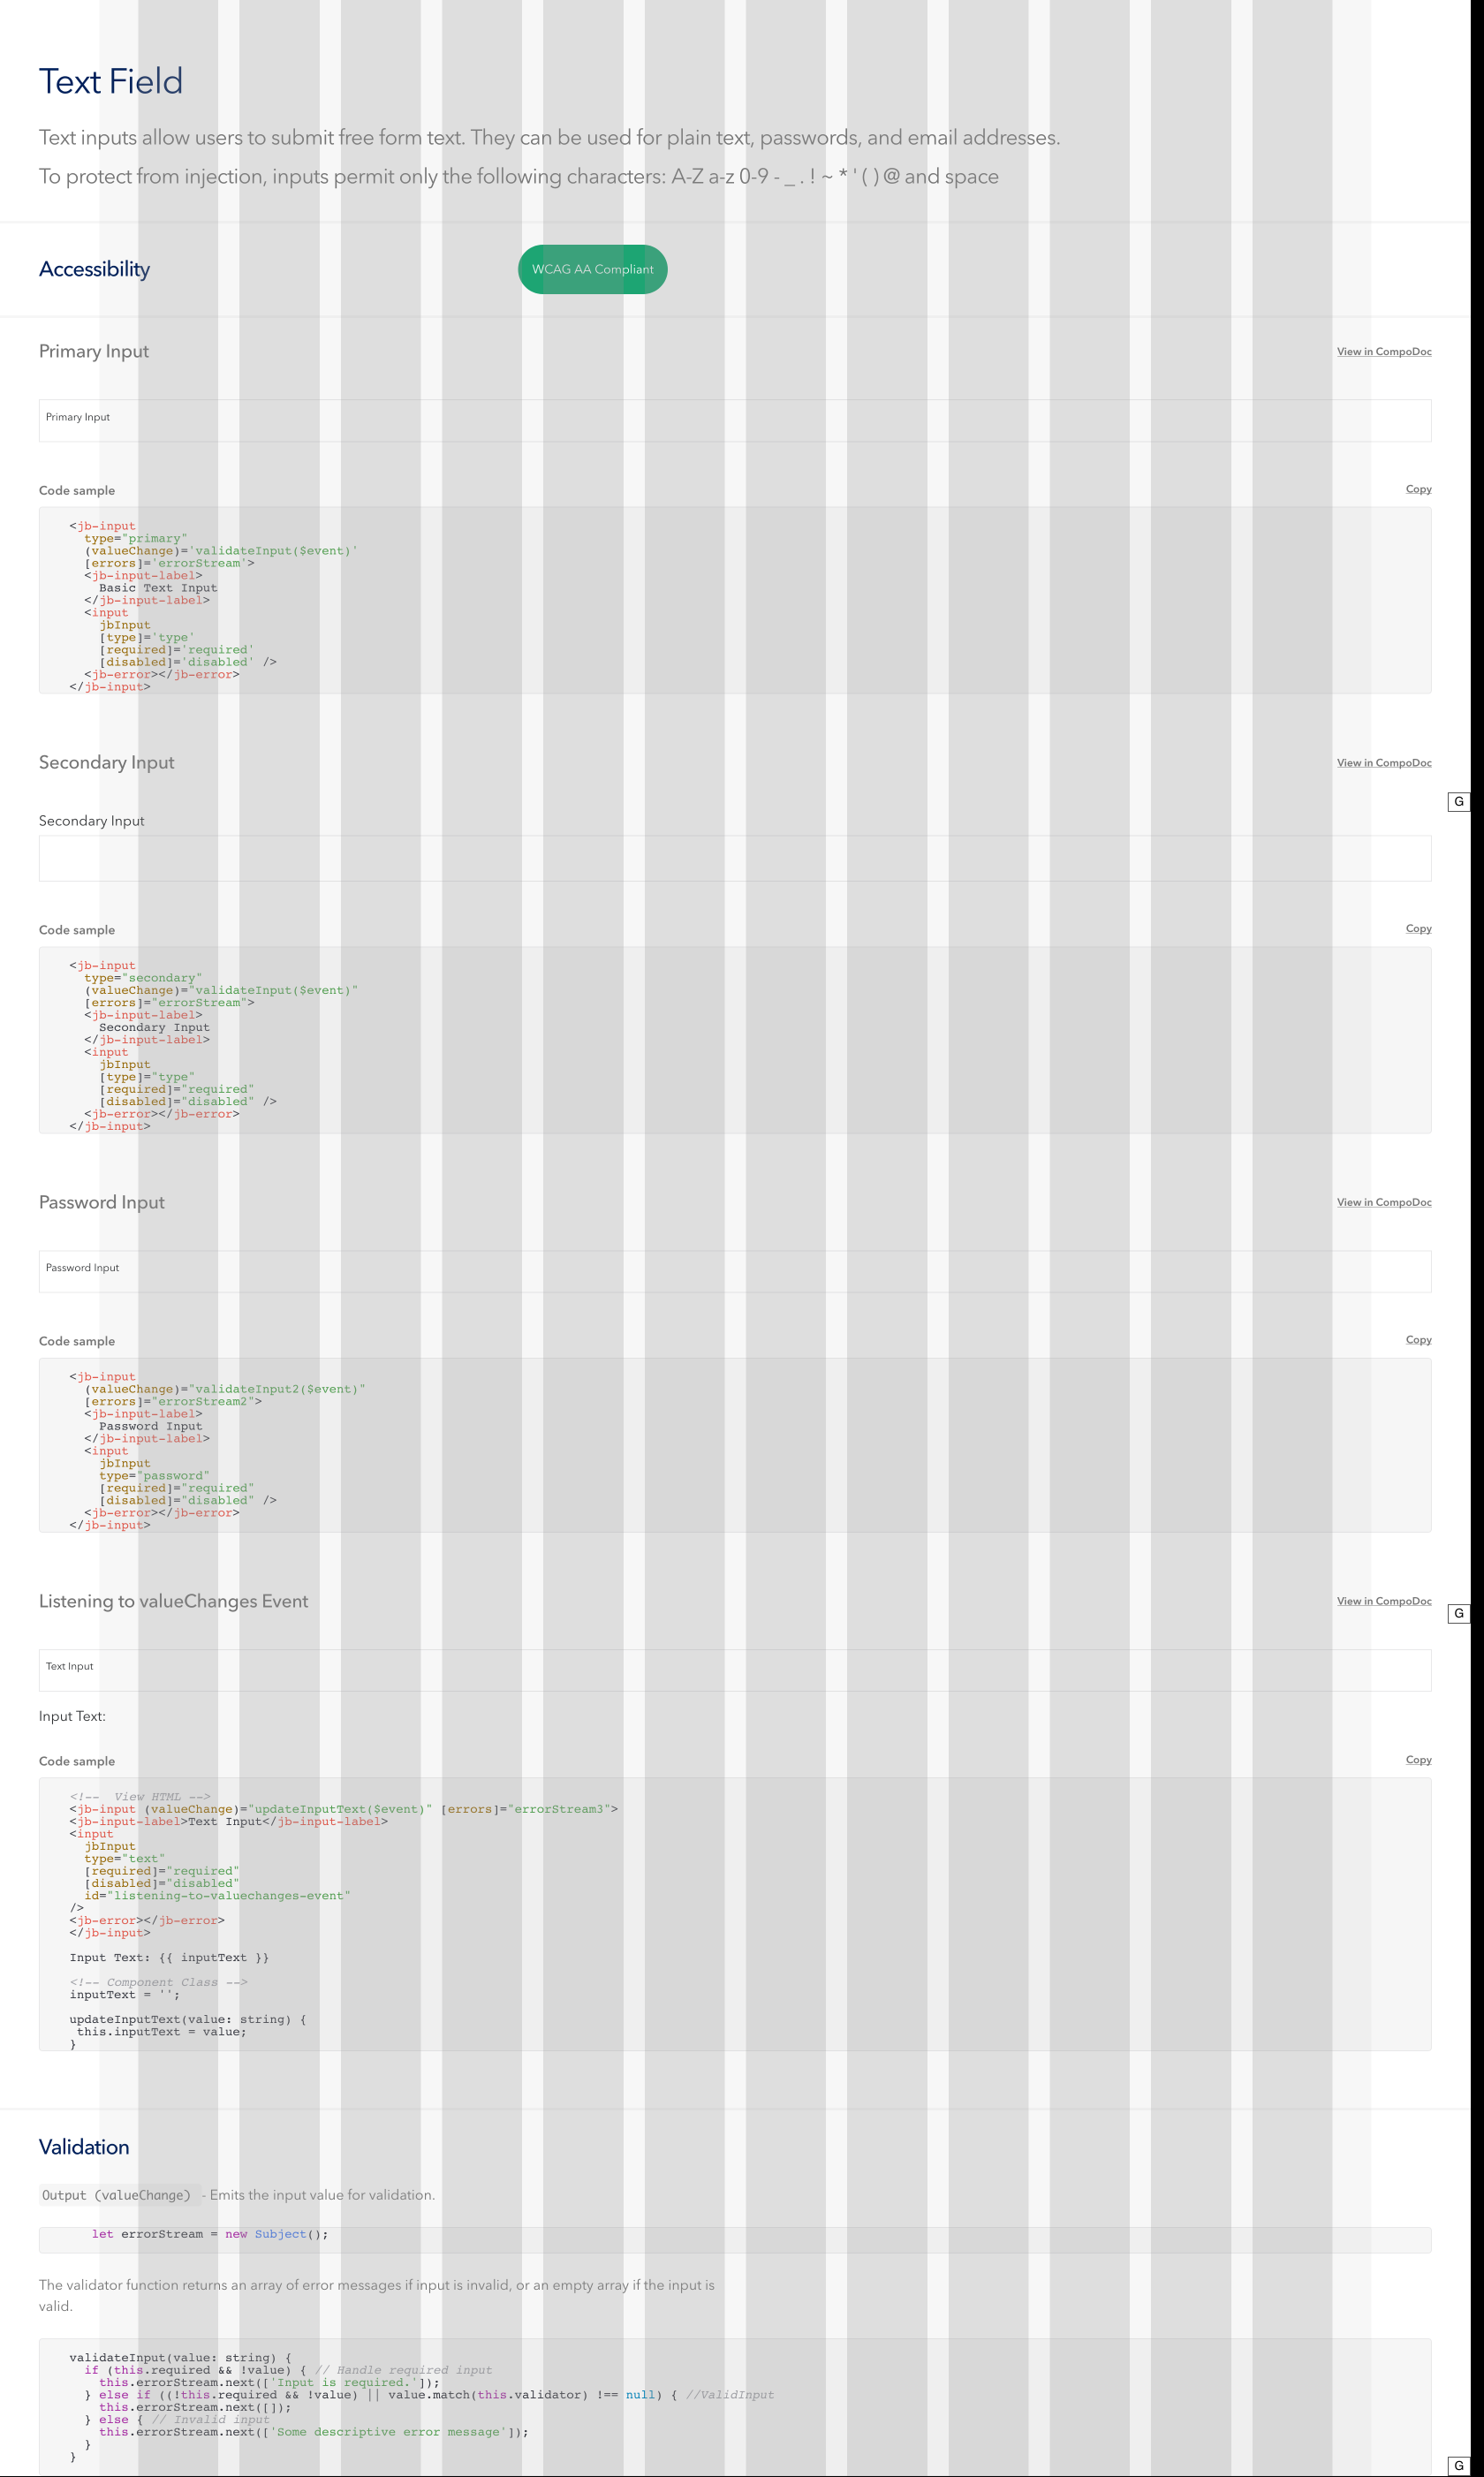 Text Field
Text inputs allow users to submit free form text. They can be used for plain text, passwords, and email addresses.
To protect from injection, inputs permit only the following characters: A-Z a-z 0-9 - _ . ! ~ * ' ( ) @ and space
Accessibility
WCAG AA Compliant
Primary Input
View in CompoDoc
Primary Input
Code sample
Copy
<jb-input
  type="primary"
  (valueChange)='validateInput($event)'
  [errors]='errorStream'>
  <jb-input-label>
    Basic Text Input
  </jb-input-label>
  <input
    jbInput
    [type]='type'
    [required]='required'
    [disabled]='disabled' />
  <jb-error></jb-error>
</jb-input>
Secondary Input
View in CompoDoc
G
Secondary Input
Code sample
Copy
<jb-input
  type="secondary"
  (valueChange)="validateInput($event)"
  [errors]="errorStream">
  <jb-input-label>
    Secondary Input
  </jb-input-label>
  <input
    jbInput
    [type]="type"
    [required]="required"
    [disabled]="disabled" />
  <jb-error></jb-error>
</jb-input>
Password Input
View in CompoDoc
Password Input
Code sample
Copy
<jb-input
  (valueChange)="validateInput2($event)"
  [errors]="errorStream2">
  <jb-input-label>
    Password Input
  </jb-input-label>
  <input
    jbInput
    type="password"
    [required]="required"
    [disabled]="disabled" />
  <jb-error></jb-error>
</jb-input>
Listening to valueChanges Event
View in CompoDoc
G
Text Input
Input Text:
Code sample
Copy
<!--  View HTML -->
<jb-input (valueChange)="updateInputText($event)" [errors]="errorStream3">
<jb-input-label>Text Input</jb-input-label>
<input
  jbInput
  type="text"
  [required]="required"
  [disabled]="disabled"
  id="listening-to-valuechanges-event"
/>
<jb-error></jb-error>
</jb-input>
Input Text: {{ inputText }}
<!-- Component Class -->
inputText = '';
updateInputText(value: string) {
 this.inputText = value;
}
Validation
Output (valueChange) - Emits the input value for validation.
let errorStream = new Subject();
The validator function returns an array of error messages if input is invalid, or an empty array if the input is
valid.
validateInput(value: string) {
  if (this.required && !value) { // Handle required input
    this.errorStream.next(['Input is required.']);
  } else if ((!this.required && !value) || value.match(this.validator) !== null) { //ValidInput
    this.errorStream.next([]);
  } else { // Invalid input
    this.errorStream.next(['Some descriptive error message']);
  }
}
G